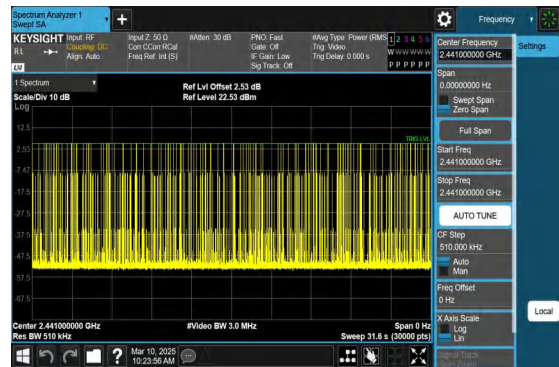 Spectrum Analyzer 1
Swept SA
+
Frequency
KEYSIGHT
RL
LXI
Input: RF
Coupling: DC
Align: Auto
Input Z: 50 Ω
Corr CCorr RCal
Freq Ref: Int (S)
#Atten: 30 dB
PNO: Fast
Gate: Off
IF Gain: Low
Sig Track: Off
#Avg Type: Power (RMS
Trig: Video
Trig Delay: 0.000 s
1 2 3 4 5 6
W W W W W W
P P P P P P
1 Spectrum
Scale/Div 10 dB
Log
Ref Lvl Offset 2.53 dB
Ref Level 22.53 dBm
12.5
2.53
-7.47
-17.5
-27.5
-37.5
-47.5
-57.5
-67.5
TRIG LVL
Center 2.441000000 GHz
Res BW 510 kHz
#Video BW 3.0 MHz
Span 0 Hz
Sweep 31.6 s (30000 pts)
Mar 10, 2025
10:23:56 AM
?
Center Frequency
2.441000000 GHz
Span
0.00000000 Hz
Swept Span
Zero Span
Full Span
Start Freq
2.441000000 GHz
Stop Freq
2.441000000 GHz
AUTO TUNE
CF Step
510.000 kHz
Auto
Man
Freq Offset
0 Hz
X Axis Scale
Log
Lin
Signal Track
Settings
Local